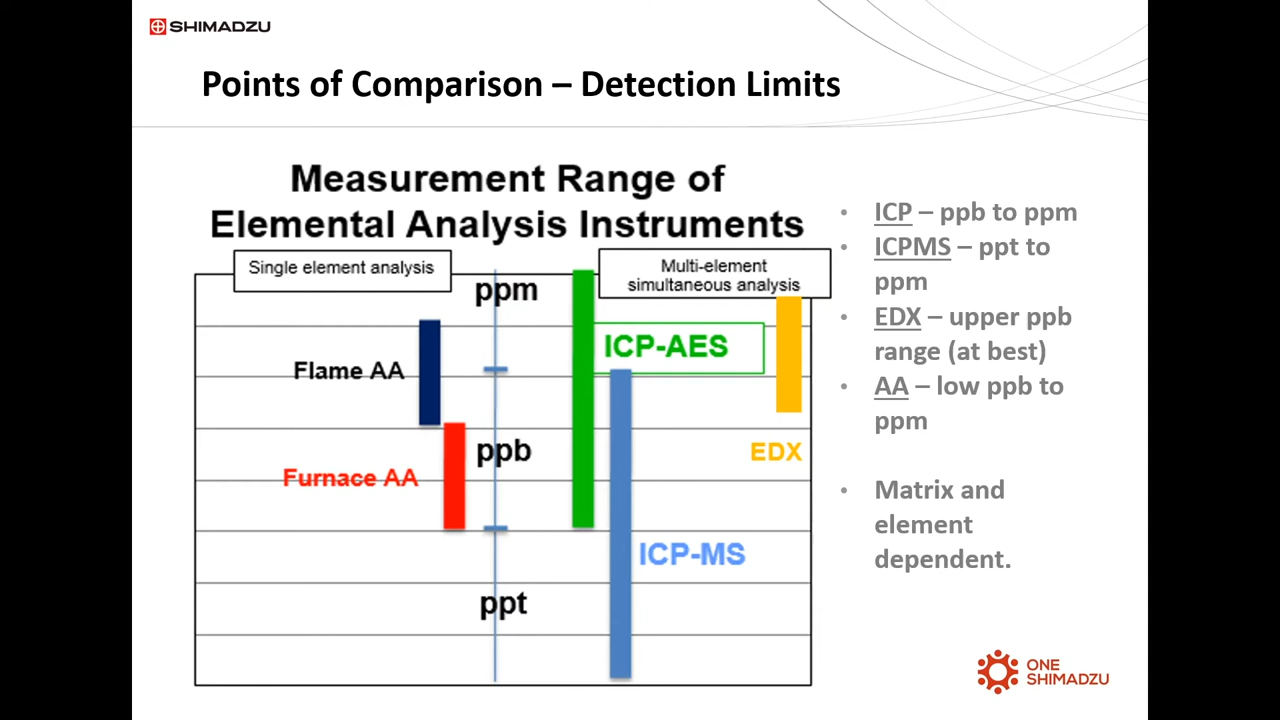 SHIMADZU
Points of Comparison – Detection Limits
Measurement Range of
Elemental Analysis Instruments
Single element analysis
Multi-element
simultaneous analysis
ppm
ICP-AES
Flame AA
ppb
EDX
Furnace AA
ICP-MS
ppt
• ICP – ppb to ppm
• ICPMS – ppt to
ppm
• EDX – upper ppb
range (at best)
• AA – low ppb to
ppm
• Matrix and
element
dependent.
ONE
SHIMADZU